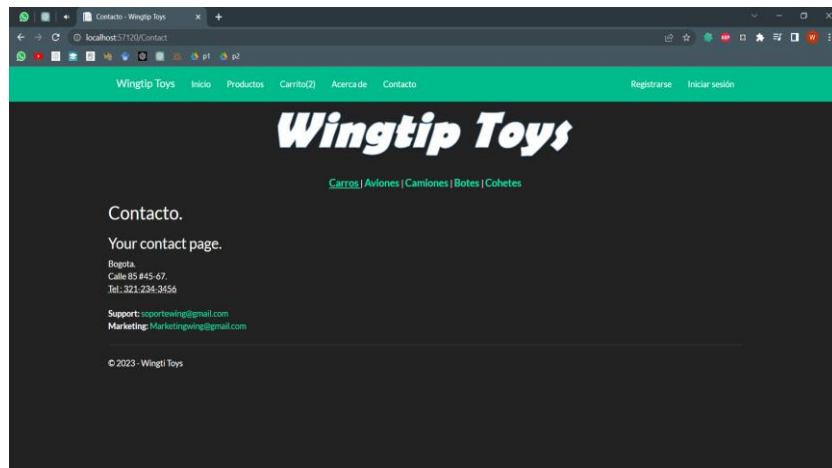 Contacto - Wingtip Toys
localhost:57120/Contact
p1 p2
Wingtip Toys Inicio Productos Carrito(2) Acerca de Contacto Registrarse Iniciar sesión
Wingtip Toys
Carros | Aviones | Camiones | Botes | Cohetes
Contacto.
Your contact page.
Bogota.
Calle 85 #45-67.
Tel: 321-234-3456
Support: soportewing@gmail.com
Marketing: Marketingwing@gmail.com
© 2023 - Wingti Toys